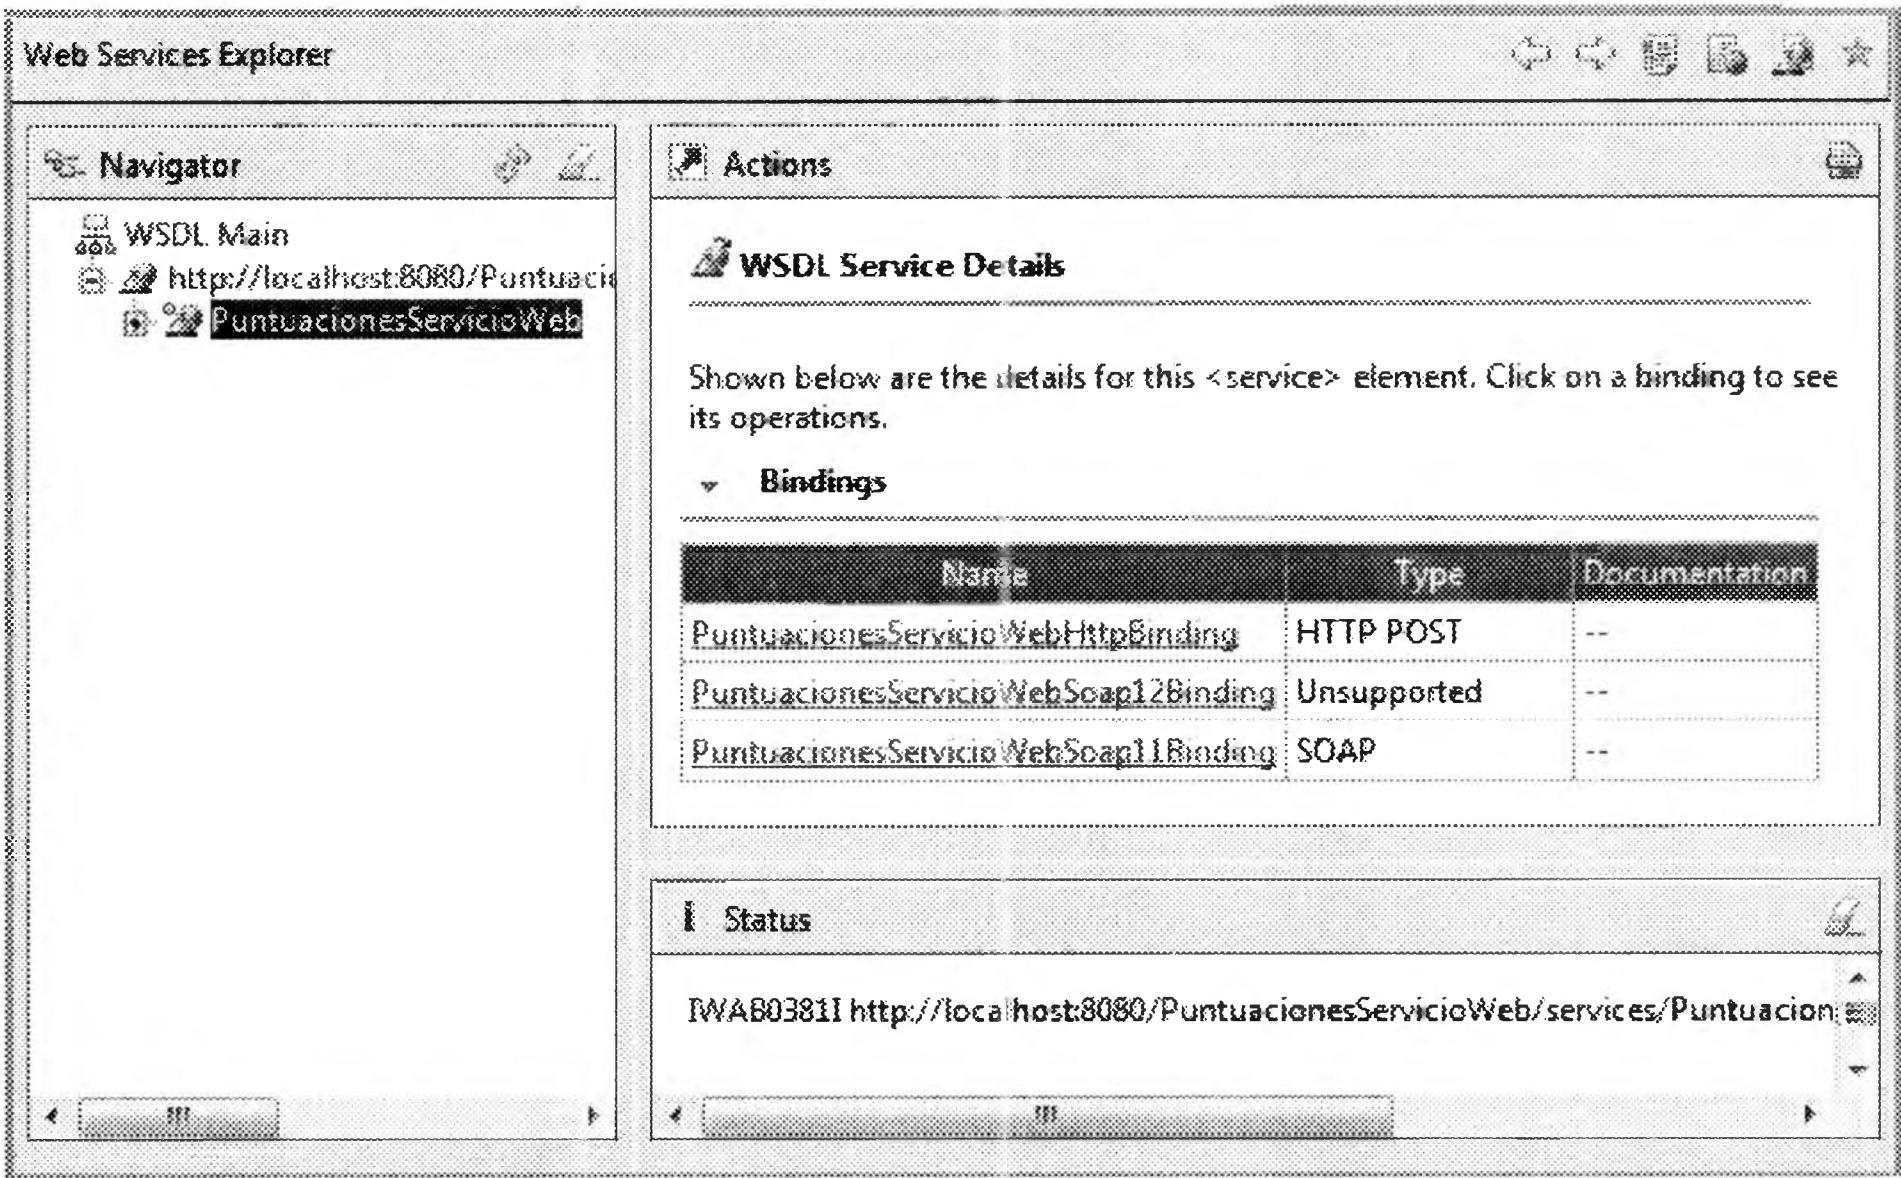 Web Services Explorer
Navigator
WSDL Main
http://localhost:8080/Puntuacio
PuntuacionesServicioWeb
Actions
WSDL Service Details
Shown below are the details for this <service> element. Click on a binding to see
its operations.
Bindings
Name Type Documentation
PuntuacionesServicioWebHttpBinding HTTP POST --
PuntuacionesServicioWebSoap12Binding Unsupported --
PuntuacionesServicioWebSoap11Binding SOAP --
Status
IWAB0381I http://localhost:8080/PuntuacionesServicioWeb/services/Puntuacion